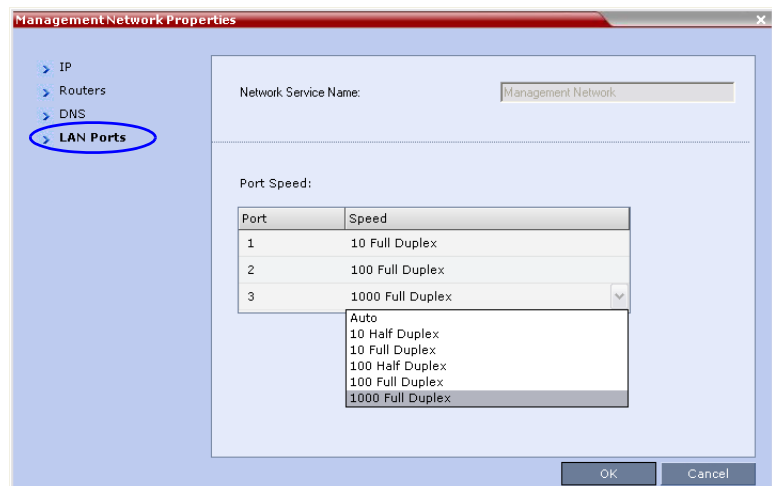 Management Network Properties
IP
Routers
DNS
LAN Ports
Network Service Name: Management Network
Port Speed:
Port Speed
1 10 Full Duplex
2 100 Full Duplex
3 1000 Full Duplex
Auto
10 Half Duplex
10 Full Duplex
100 Half Duplex
100 Full Duplex
1000 Full Duplex
OK Cancel